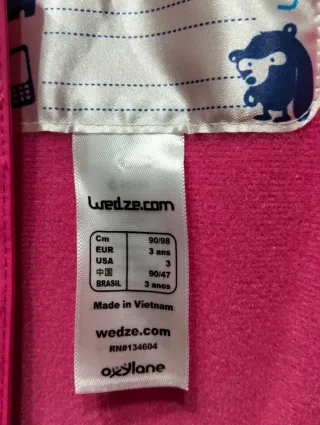 wedze.com
Cm 90/98
EUR 3 ans
USA 3
中国 90/47
BRASIL 3 anos
Made in Vietnam
wedze.com
RN#134604
oxylane